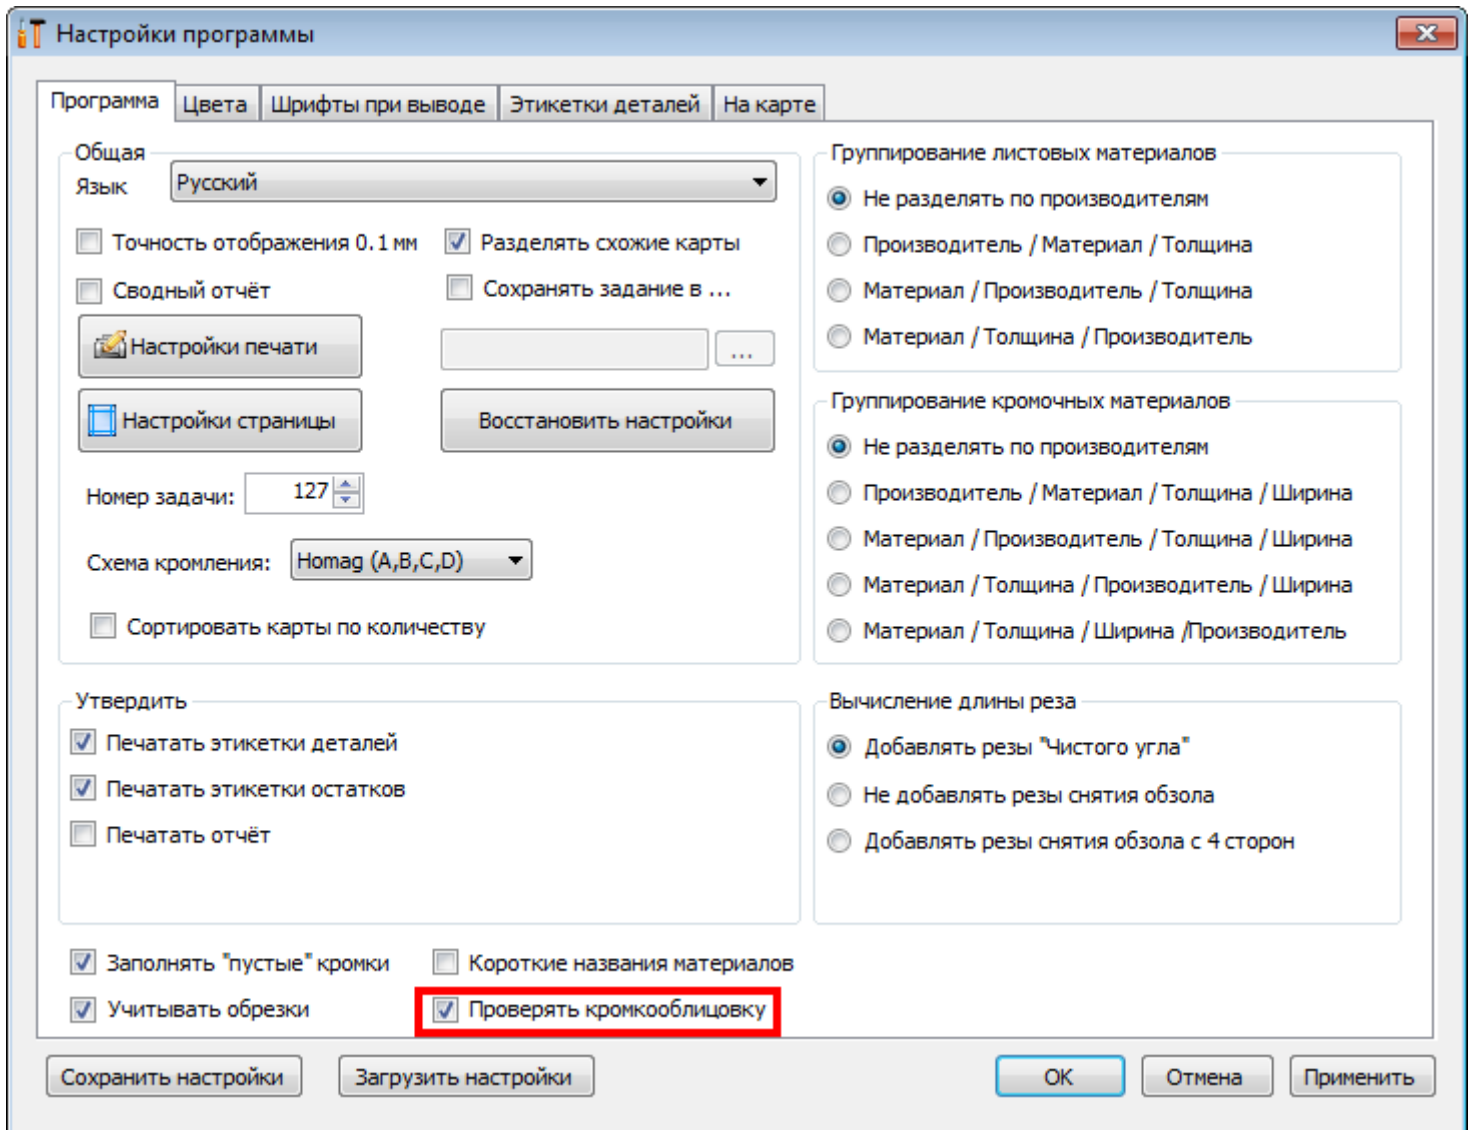 Настройки программы
Программа
Цвета
Шрифты при выводе
Этикетки деталей
На карте
Общая
Язык
Русский
Точность отображения 0.1 мм
Разделять схожие карты
Сводный отчёт
Сохранять задание в ...
Настройки печати
...
Настройки страницы
Восстановить настройки
Номер задачи:
127
Схема кромления:
Homag (A,B,C,D)
Сортировать карты по количеству
Группирование листовых материалов
Не разделять по производителям
Производитель / Материал / Толщина
Материал / Производитель / Толщина
Материал / Толщина / Производитель
Группирование кромочных материалов
Не разделять по производителям
Производитель / Материал / Толщина / Ширина
Материал / Производитель / Толщина / Ширина
Материал / Толщина / Производитель / Ширина
Материал / Толщина / Ширина /Производитель
Утвердить
Печатать этикетки деталей
Печатать этикетки остатков
Печатать отчёт
Вычисление длины реза
Добавлять резы "Чистого угла"
Не добавлять резы снятия обзола
Добавлять резы снятия обзола с 4 сторон
Заполнять "пустые" кромки
Короткие названия материалов
Учитывать обрезки
Проверять кромкооблицовку
Сохранить настройки
Загрузить настройки
OK
Отмена
Применить